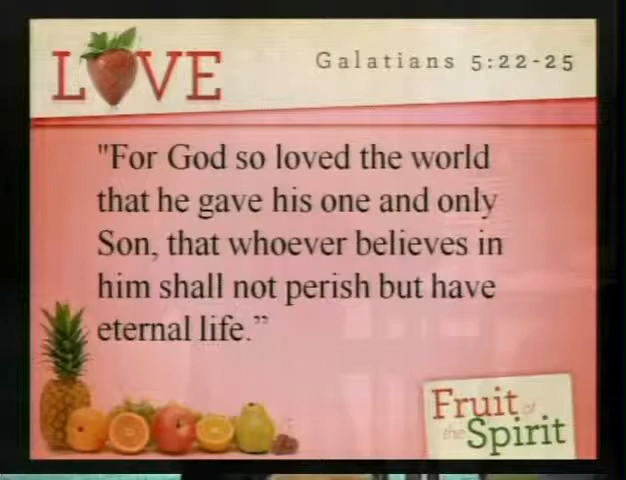 LOVE
Galatians 5:22-25
"For God so loved the world
that he gave his one and only
Son, that whoever believes in
him shall not perish but have
eternal life.”
Fruit of
the Spirit